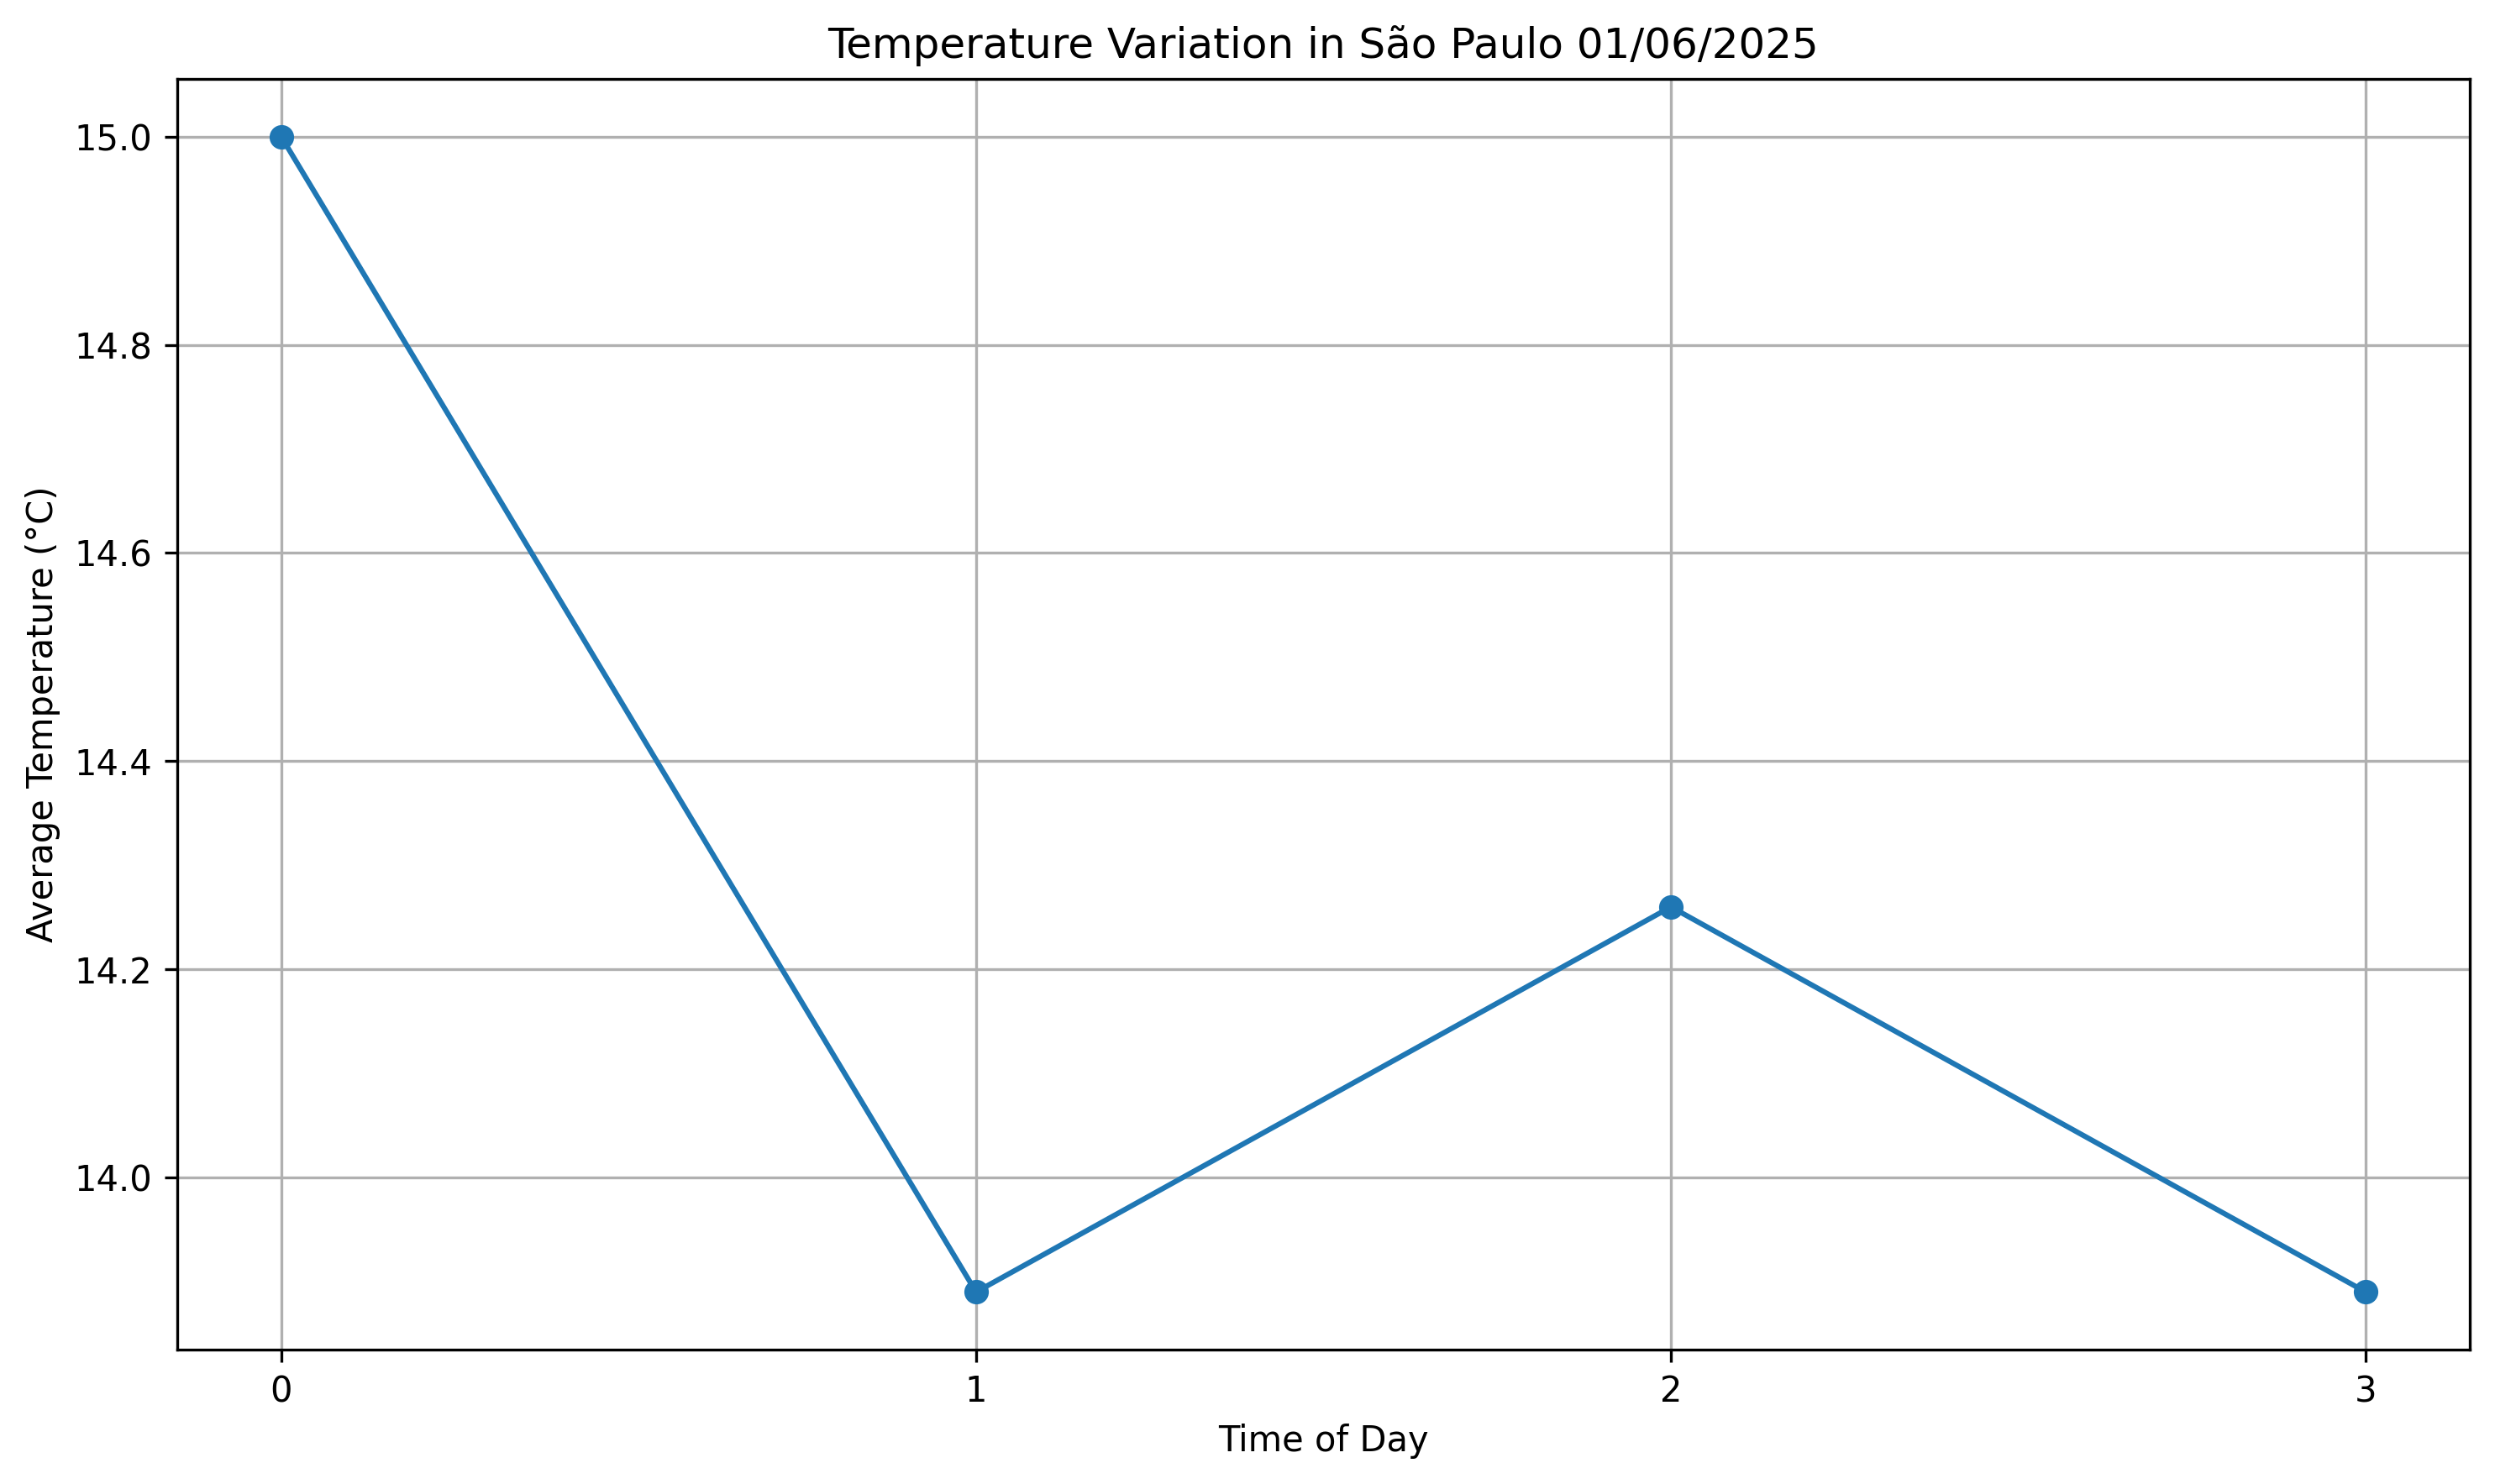 Temperature Variation in São Paulo 01/06/2025
Average Temperature (°C)
15.0
14.8
14.6
14.4
14.2
14.0
0 1 2 3
Time of Day